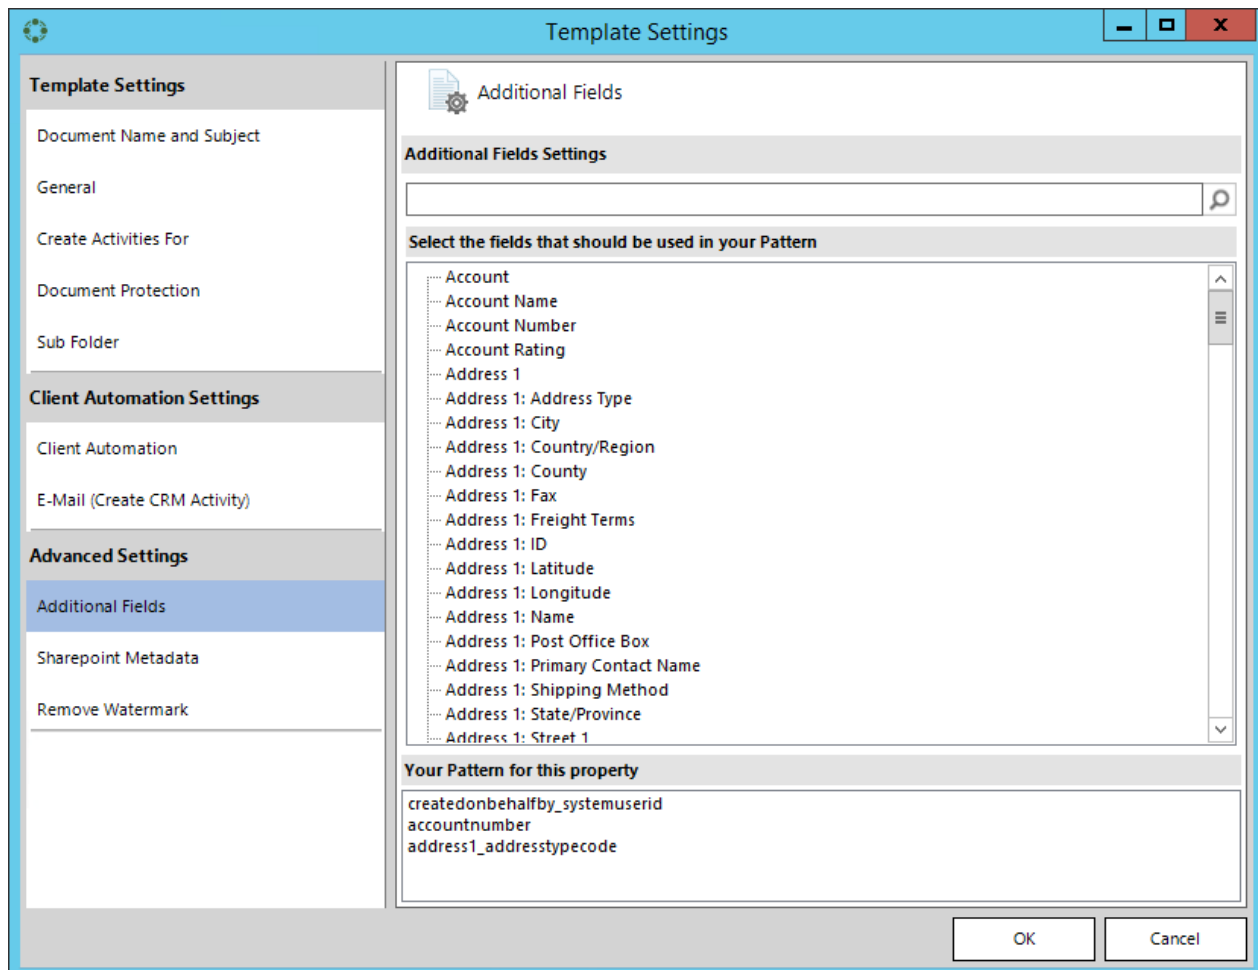 Template Settings
Template Settings
Document Name and Subject
General
Create Activities For
Document Protection
Sub Folder
Client Automation Settings
Client Automation
E-Mail (Create CRM Activity)
Advanced Settings
Additional Fields
Sharepoint Metadata
Remove Watermark
Additional Fields
Additional Fields Settings
Select the fields that should be used in your Pattern
Account
Account Name
Account Number
Account Rating
Address 1
Address 1: Address Type
Address 1: City
Address 1: Country/Region
Address 1: County
Address 1: Fax
Address 1: Freight Terms
Address 1: ID
Address 1: Latitude
Address 1: Longitude
Address 1: Name
Address 1: Post Office Box
Address 1: Primary Contact Name
Address 1: Shipping Method
Address 1: State/Province
Address 1: Street 1
Your Pattern for this property
createdonbehalfby_systemuserid
accountnumber
address1_addresstypecode
OK
Cancel